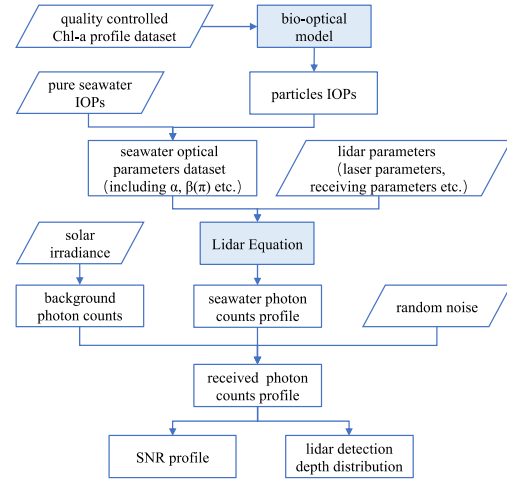 quality controlled
Chl-a profile dataset
bio-optical
model
pure seawater
IOPs
particles IOPs
seawater optical
parameters dataset
(including α, β(π) etc.)
lidar parameters
(laser parameters,
receiving parameters etc.)
solar
irradiance
Lidar Equation
background
photon counts
seawater photon
counts profile
random noise
received photon
counts profile
SNR profile
lidar detection
depth distribution